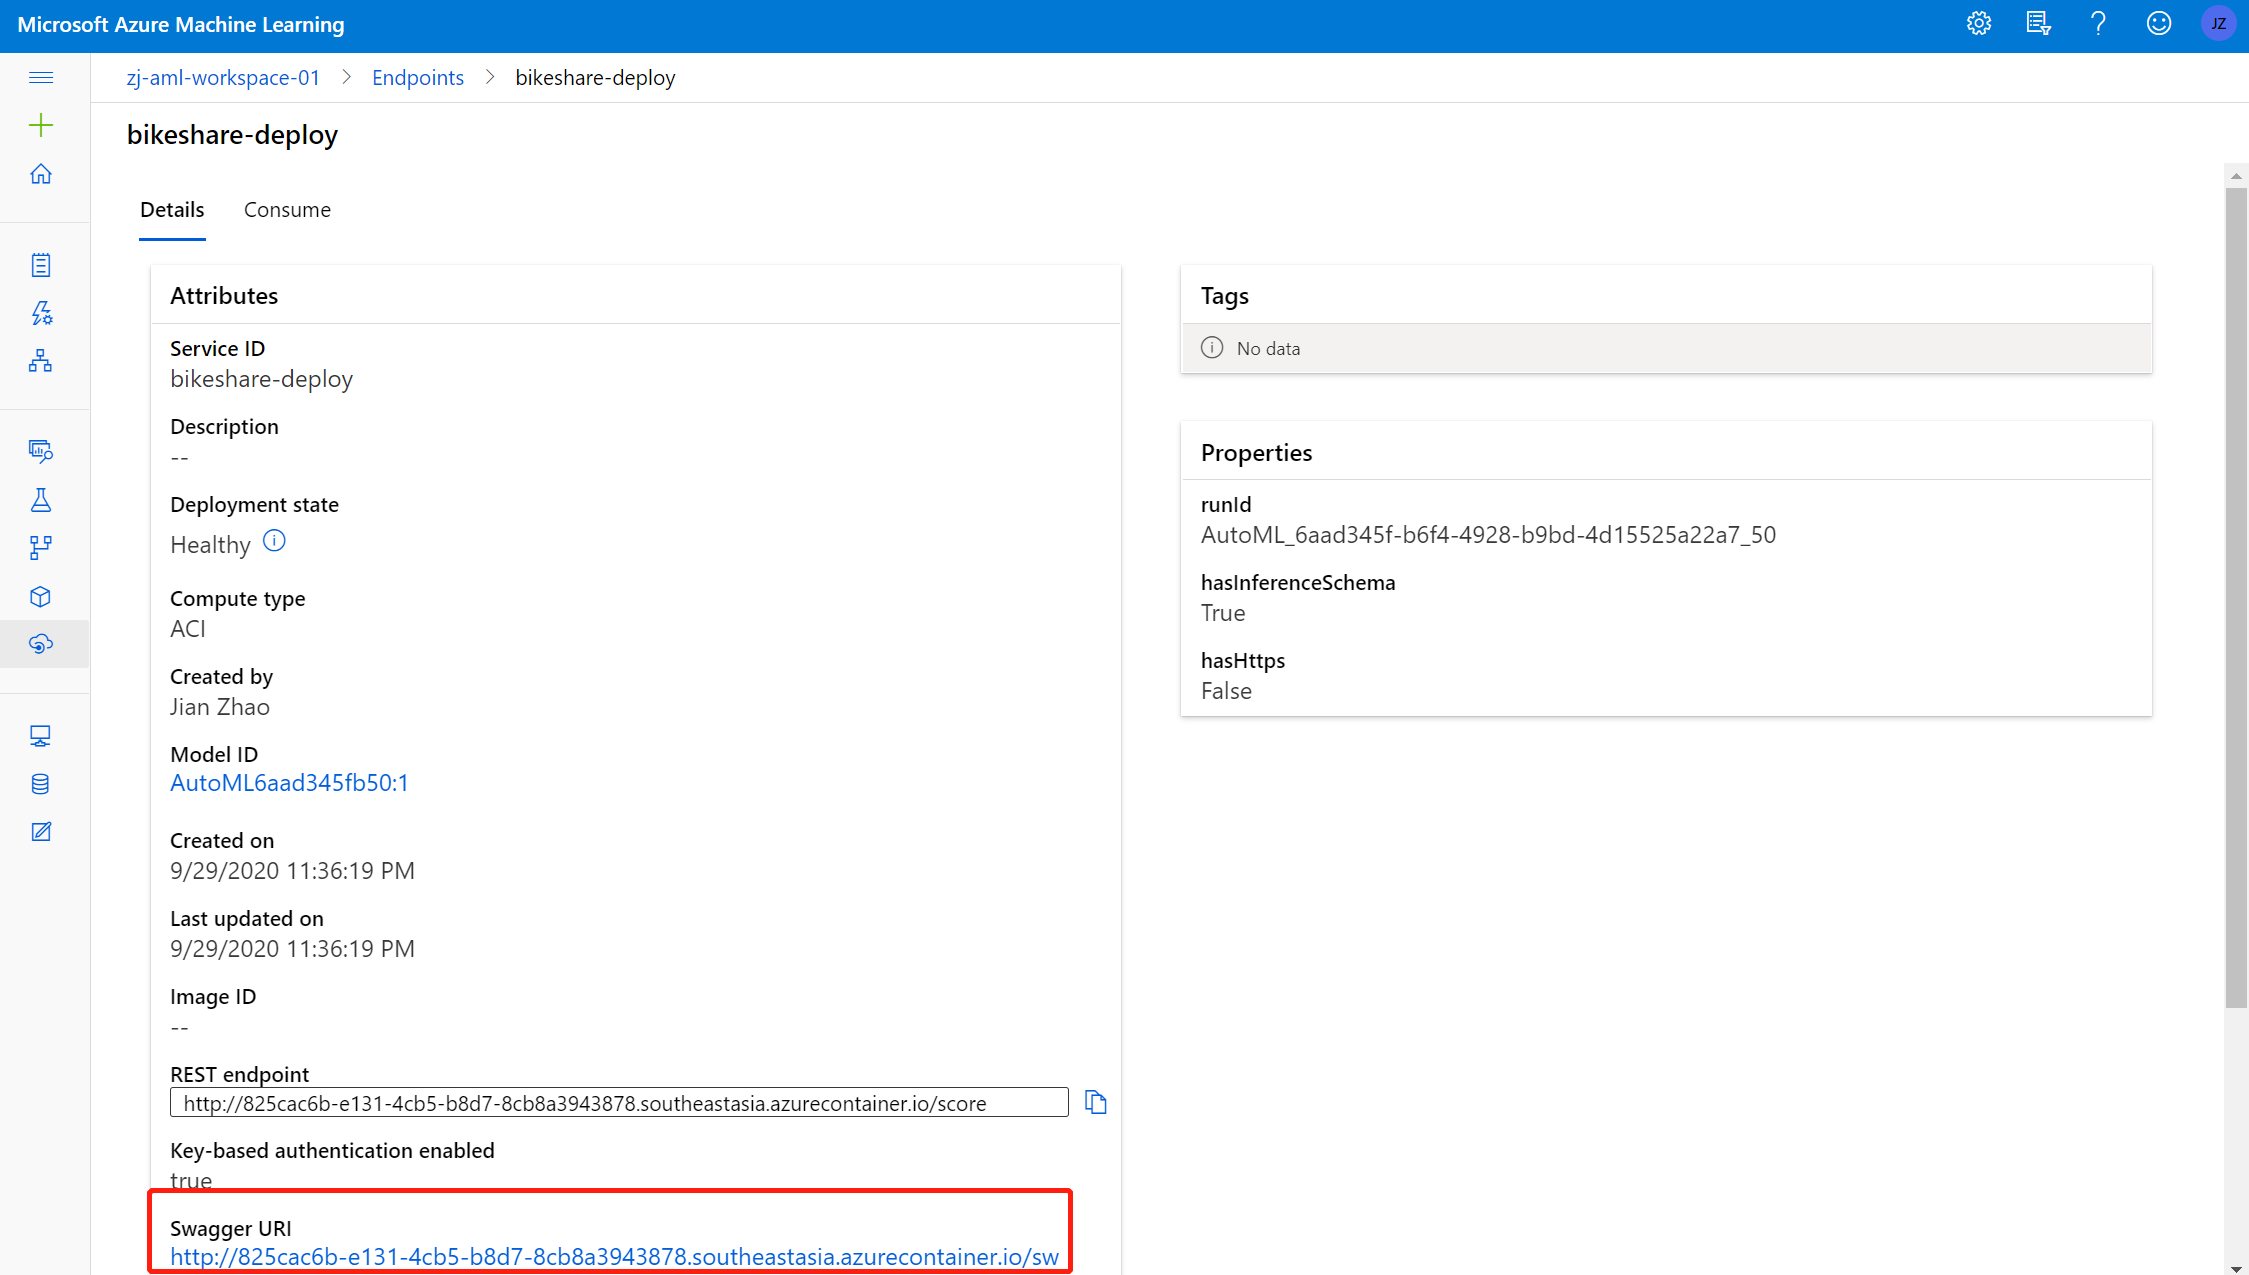 Microsoft Azure Machine Learning
JZ
zj-aml-workspace-01 > Endpoints > bikeshare-deploy
bikeshare-deploy
Details
Consume
Attributes
Service ID
bikeshare-deploy
Description
--
Deployment state
Healthy
Compute type
ACI
Created by
Jian Zhao
Model ID
AutoML6aad345fb50:1
Created on
9/29/2020 11:36:19 PM
Last updated on
9/29/2020 11:36:19 PM
Image ID
--
REST endpoint
http://825cac6b-e131-4cb5-b8d7-8cb8a3943878.southeastasia.azurecontainer.io/score
Key-based authentication enabled
true
Swagger URI
http://825cac6b-e131-4cb5-b8d7-8cb8a3943878.southeastasia.azurecontainer.io/sw
Tags
No data
Properties
runId
AutoML_6aad345f-b6f4-4928-b9bd-4d15525a22a7_50
hasInferenceSchema
True
hasHttps
False